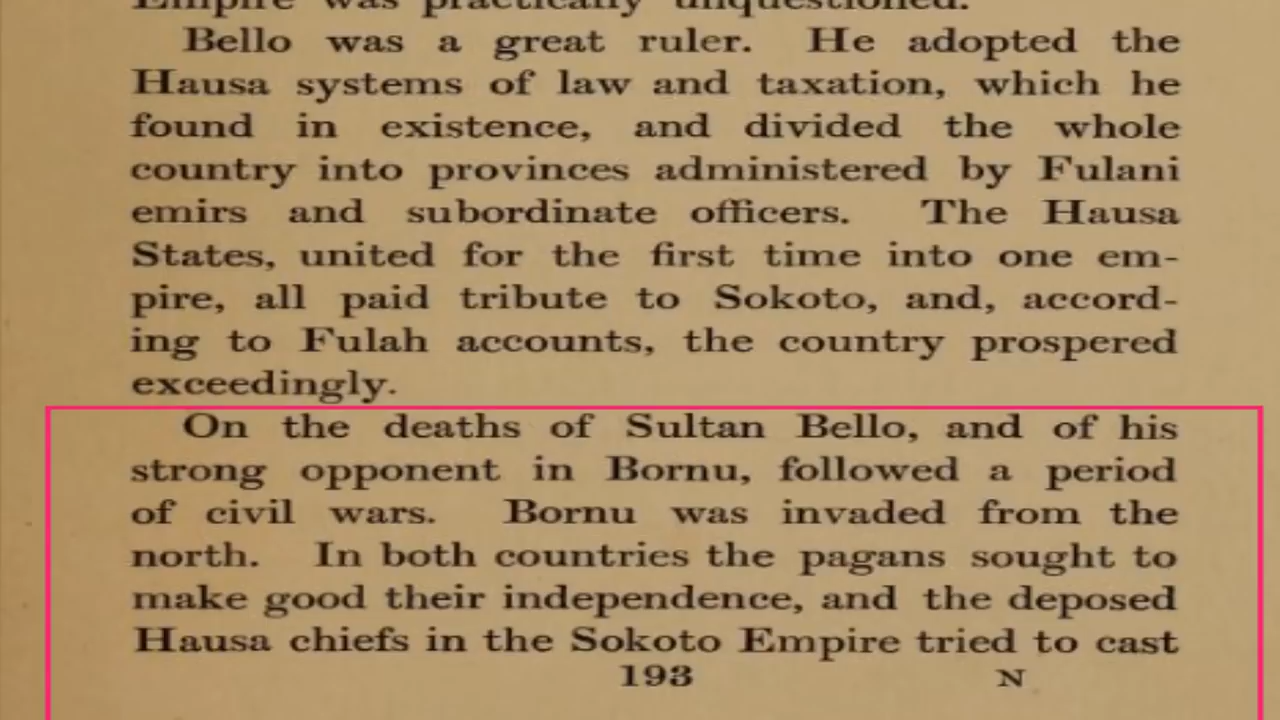 Empire was practically unquestioned.
Bello was a great ruler. He adopted the
Hausa systems of law and taxation, which he
found in existence, and divided the whole
country into provinces administered by Fulani
emirs and subordinate officers. The Hausa
States, united for the first time into one em-
pire, all paid tribute to Sokoto, and, accord-
ing to Fulah accounts, the country prospered
exceedingly.
On the deaths of Sultan Bello, and of his
strong opponent in Bornu, followed a period
of civil wars. Bornu was invaded from the
north. In both countries the pagans sought to
make good their independence, and the deposed
Hausa chiefs in the Sokoto Empire tried to cast
193 N